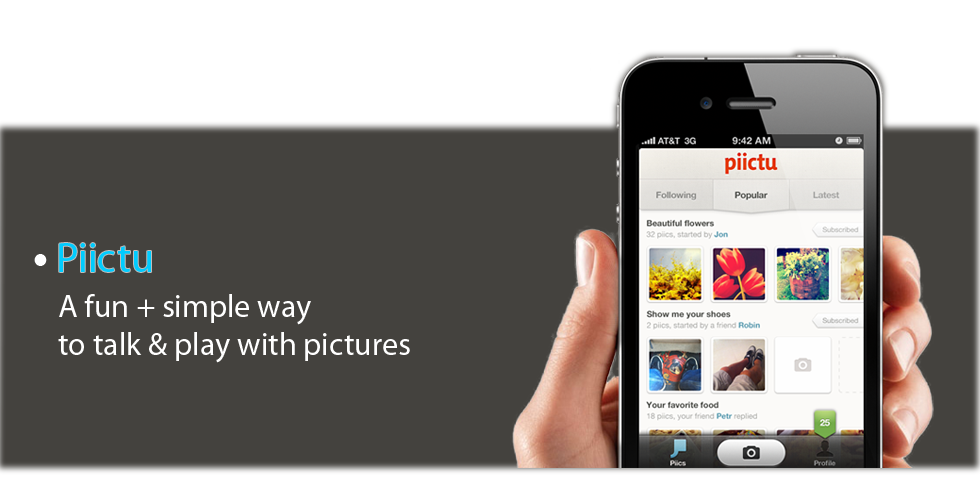 • Piictu
A fun + simple way
to talk & play with pictures
AT&T 3G 9:42 AM
piictu
Following Popular Latest
Beautiful flowers
32 piics, started by Jon
Subscribed
Show me your shoes
2 piics, started by a friend Robin
Subscribed
Your favorite food
18 piics, your friend Petr replied
25
Piics Profile